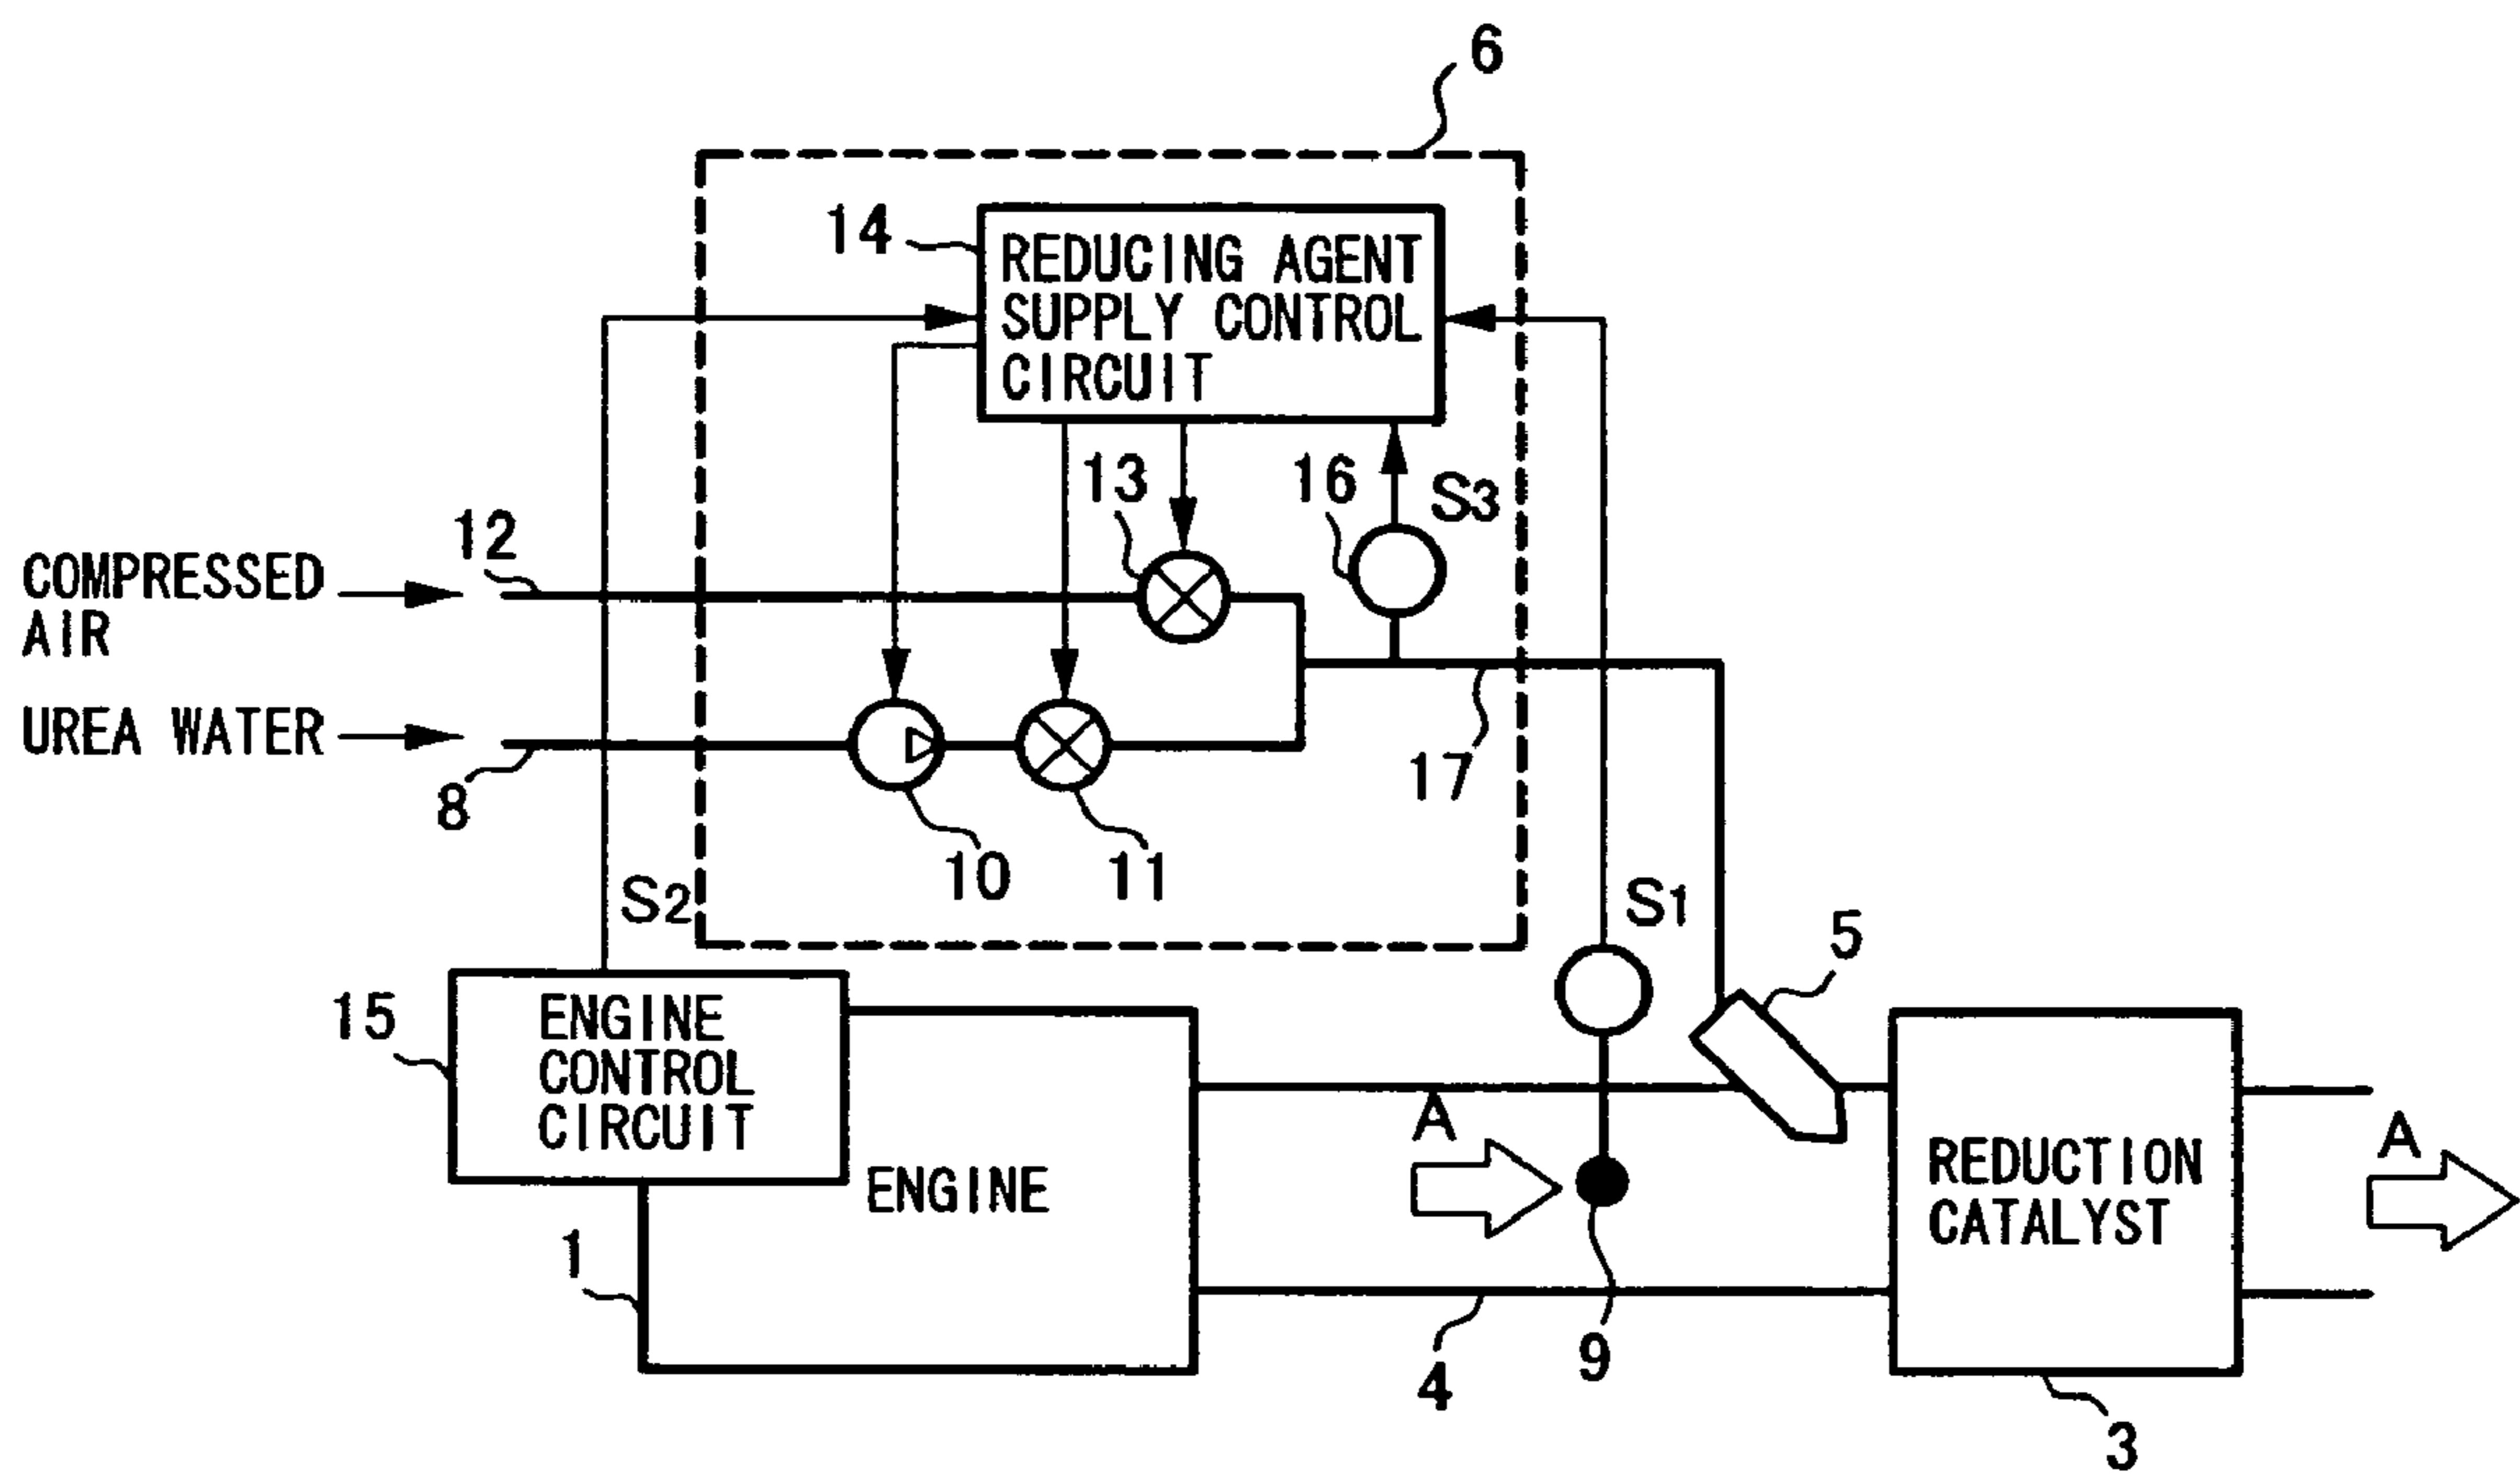 6
14
REDUCING AGENT
SUPPLY CONTROL
CIRCUIT
13
16
S3
12
COMPRESSED
AIR
UREA WATER
8
17
10
11
S2
S1
5
15
ENGINE
CONTROL
CIRCUIT
A
A
ENGINE
REDUCTION
CATALYST
1
9
4
3